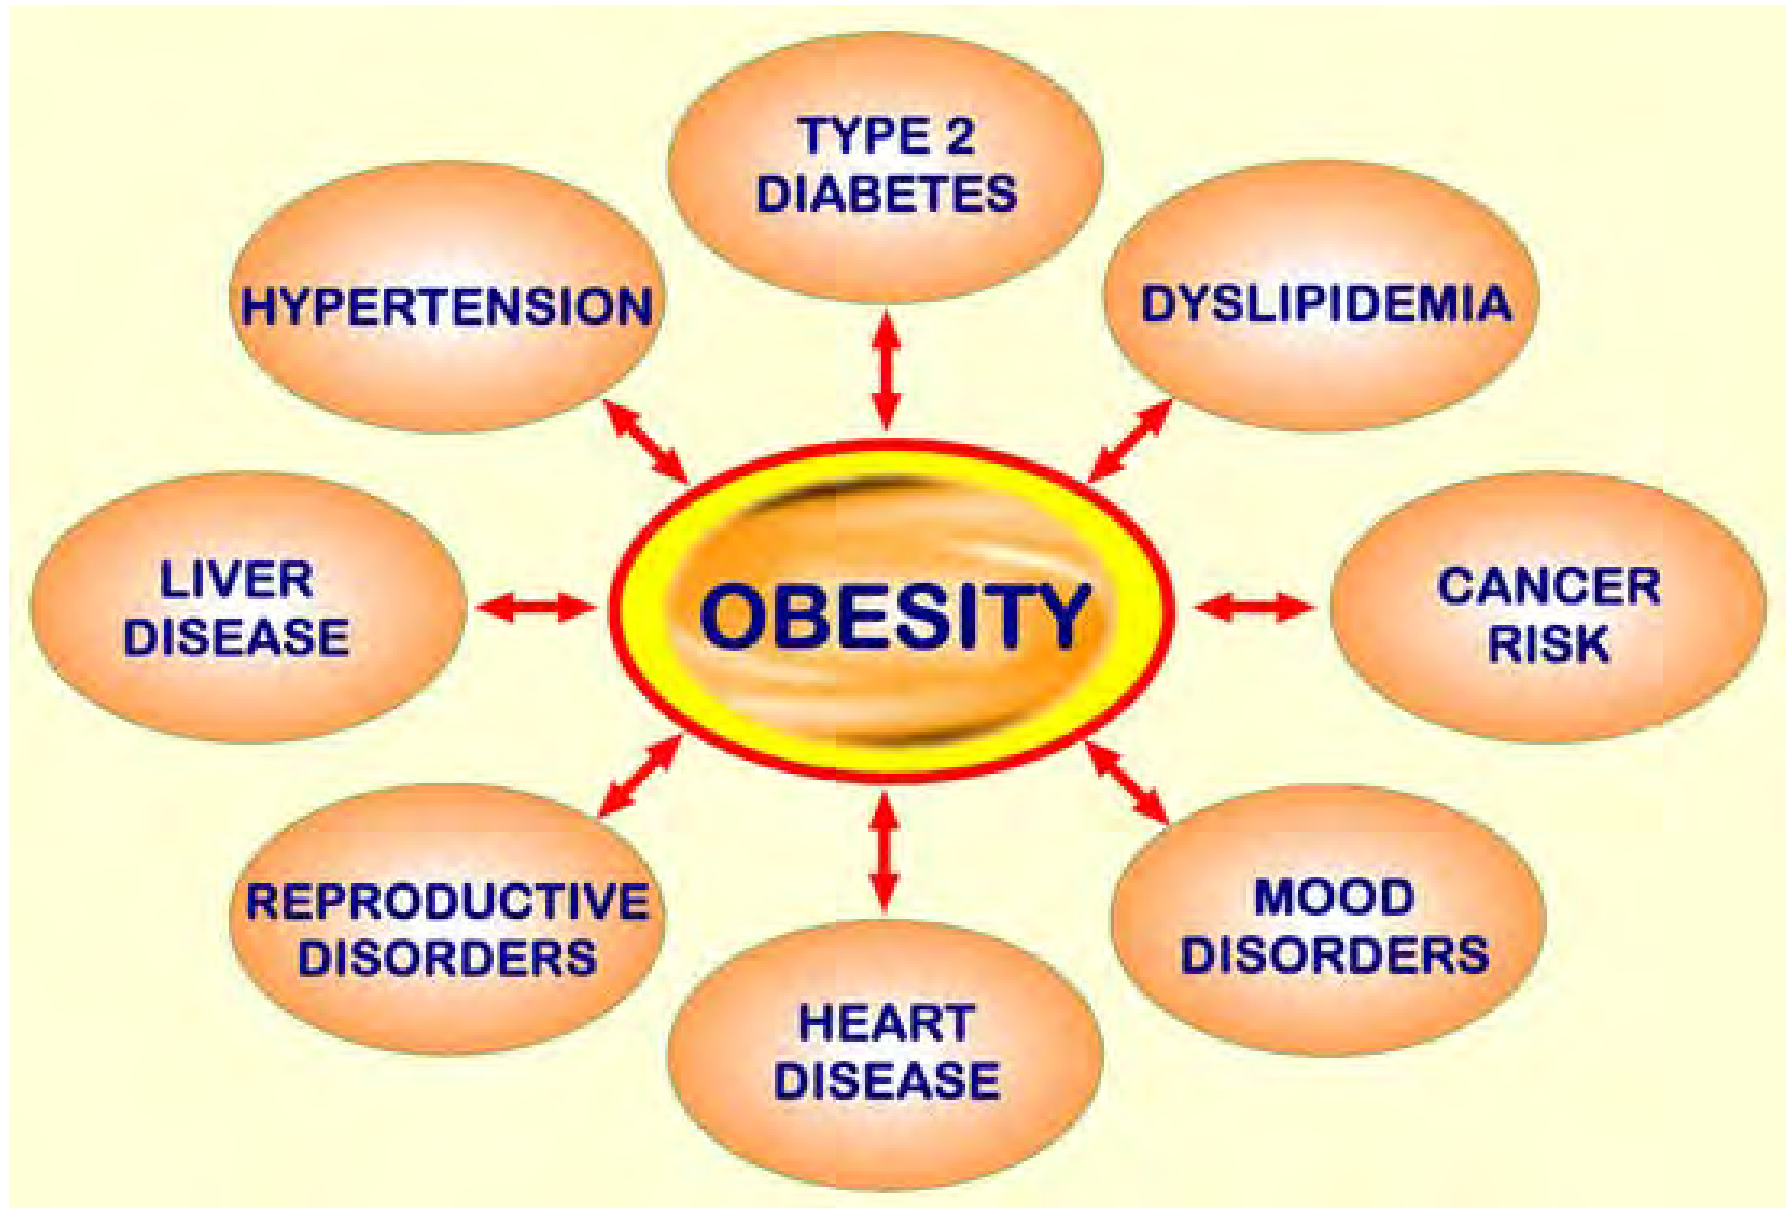 TYPE 2
DIABETES
HYPERTENSION
DYSLIPIDEMIA
LIVER
DISEASE
OBESITY
CANCER
RISK
REPRODUCTIVE
DISORDERS
MOOD
DISORDERS
HEART
DISEASE